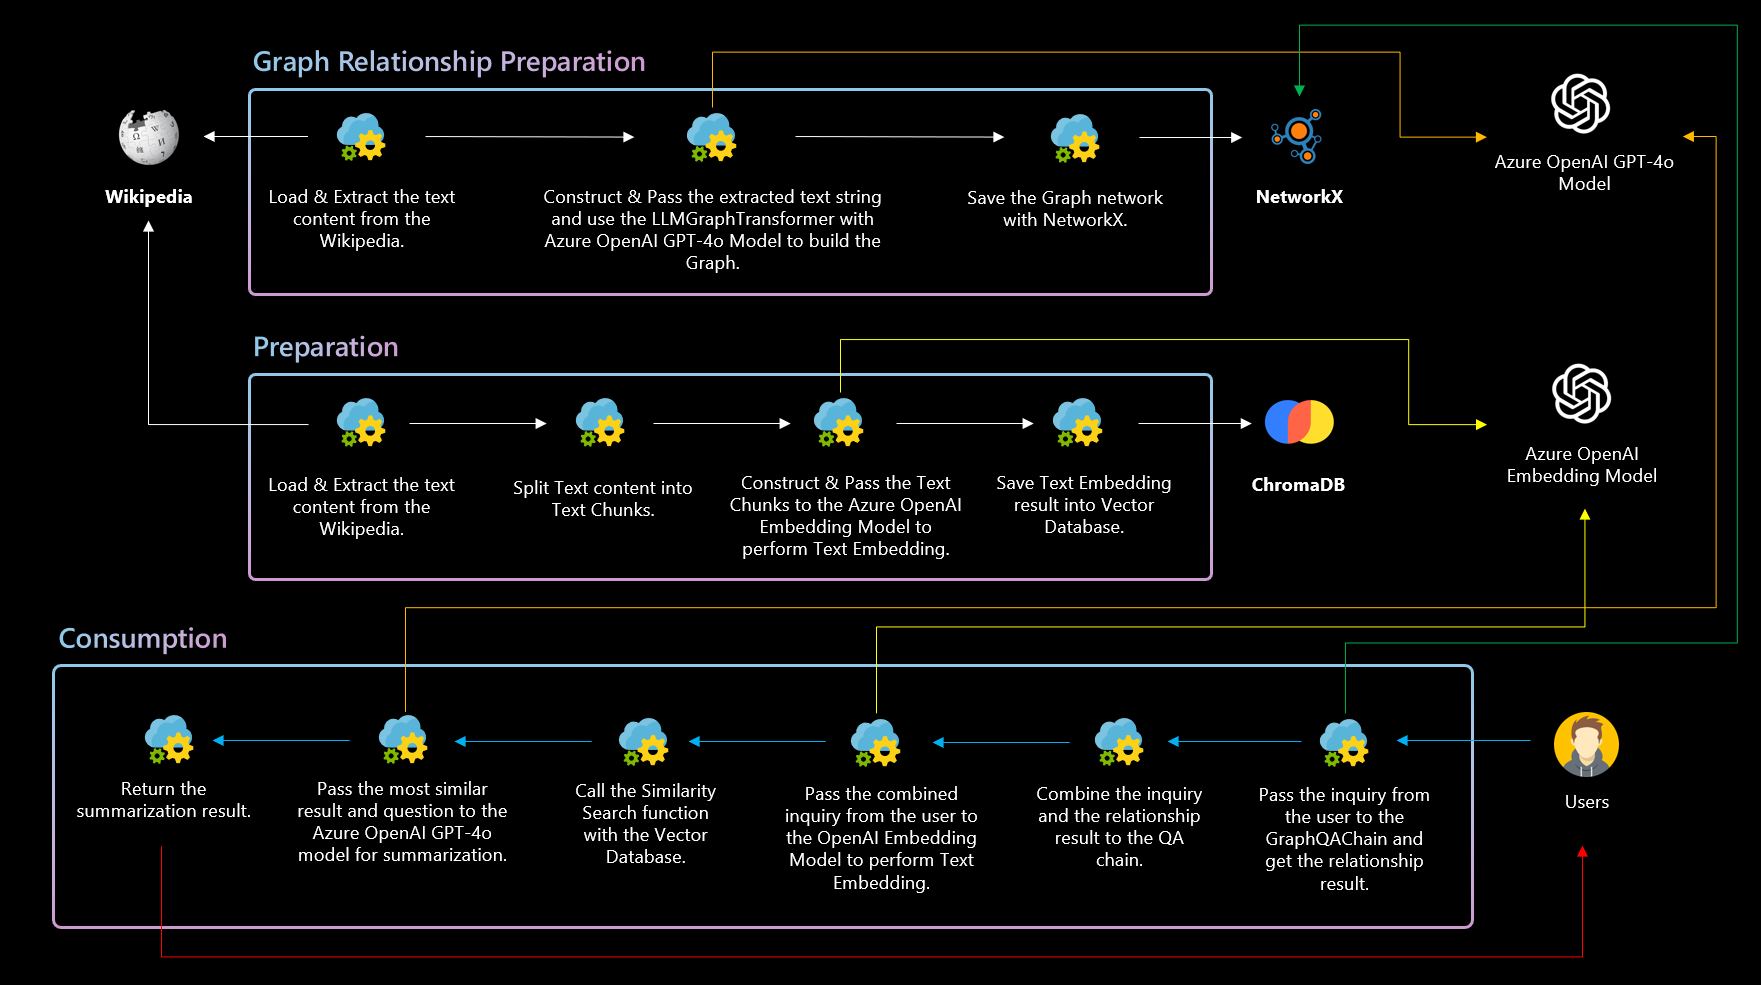 Graph Relationship Preparation
Wikipedia
Load & Extract the text
content from the
Wikipedia.
Construct & Pass the extracted text string
and use the LLMGraphTransformer with
Azure OpenAI GPT-4o Model to build the
Graph.
Save the Graph network
with NetworkX.
NetworkX
Azure OpenAI GPT-4o
Model
Preparation
Load & Extract the text
content from the
Wikipedia.
Split Text content into
Text Chunks.
Construct & Pass the Text
Chunks to the Azure OpenAI
Embedding Model to
perform Text Embedding.
Save Text Embedding
result into Vector
Database.
ChromaDB
Azure OpenAI
Embedding Model
Consumption
Return the
summarization result.
Pass the most similar
result and question to the
Azure OpenAI GPT-4o
model for summarization.
Call the Similarity
Search function
with the Vector
Database.
Pass the combined
inquiry from the user to
the OpenAI Embedding
Model to perform Text
Embedding.
Combine the inquiry
and the relationship
result to the QA
chain.
Pass the inquiry from
the user to the
GraphQAChain and
get the relationship
result.
Users